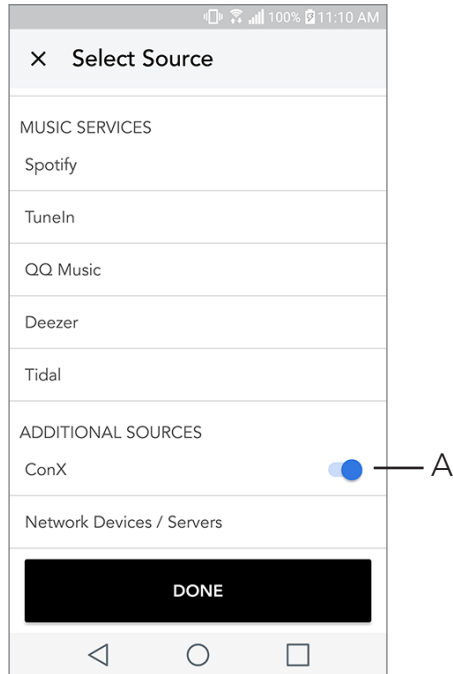 100% 11:10 AM
Select Source
MUSIC SERVICES
Spotify
TuneIn
QQ Music
Deezer
Tidal
ADDITIONAL SOURCES
ConX
A
Network Devices / Servers
DONE